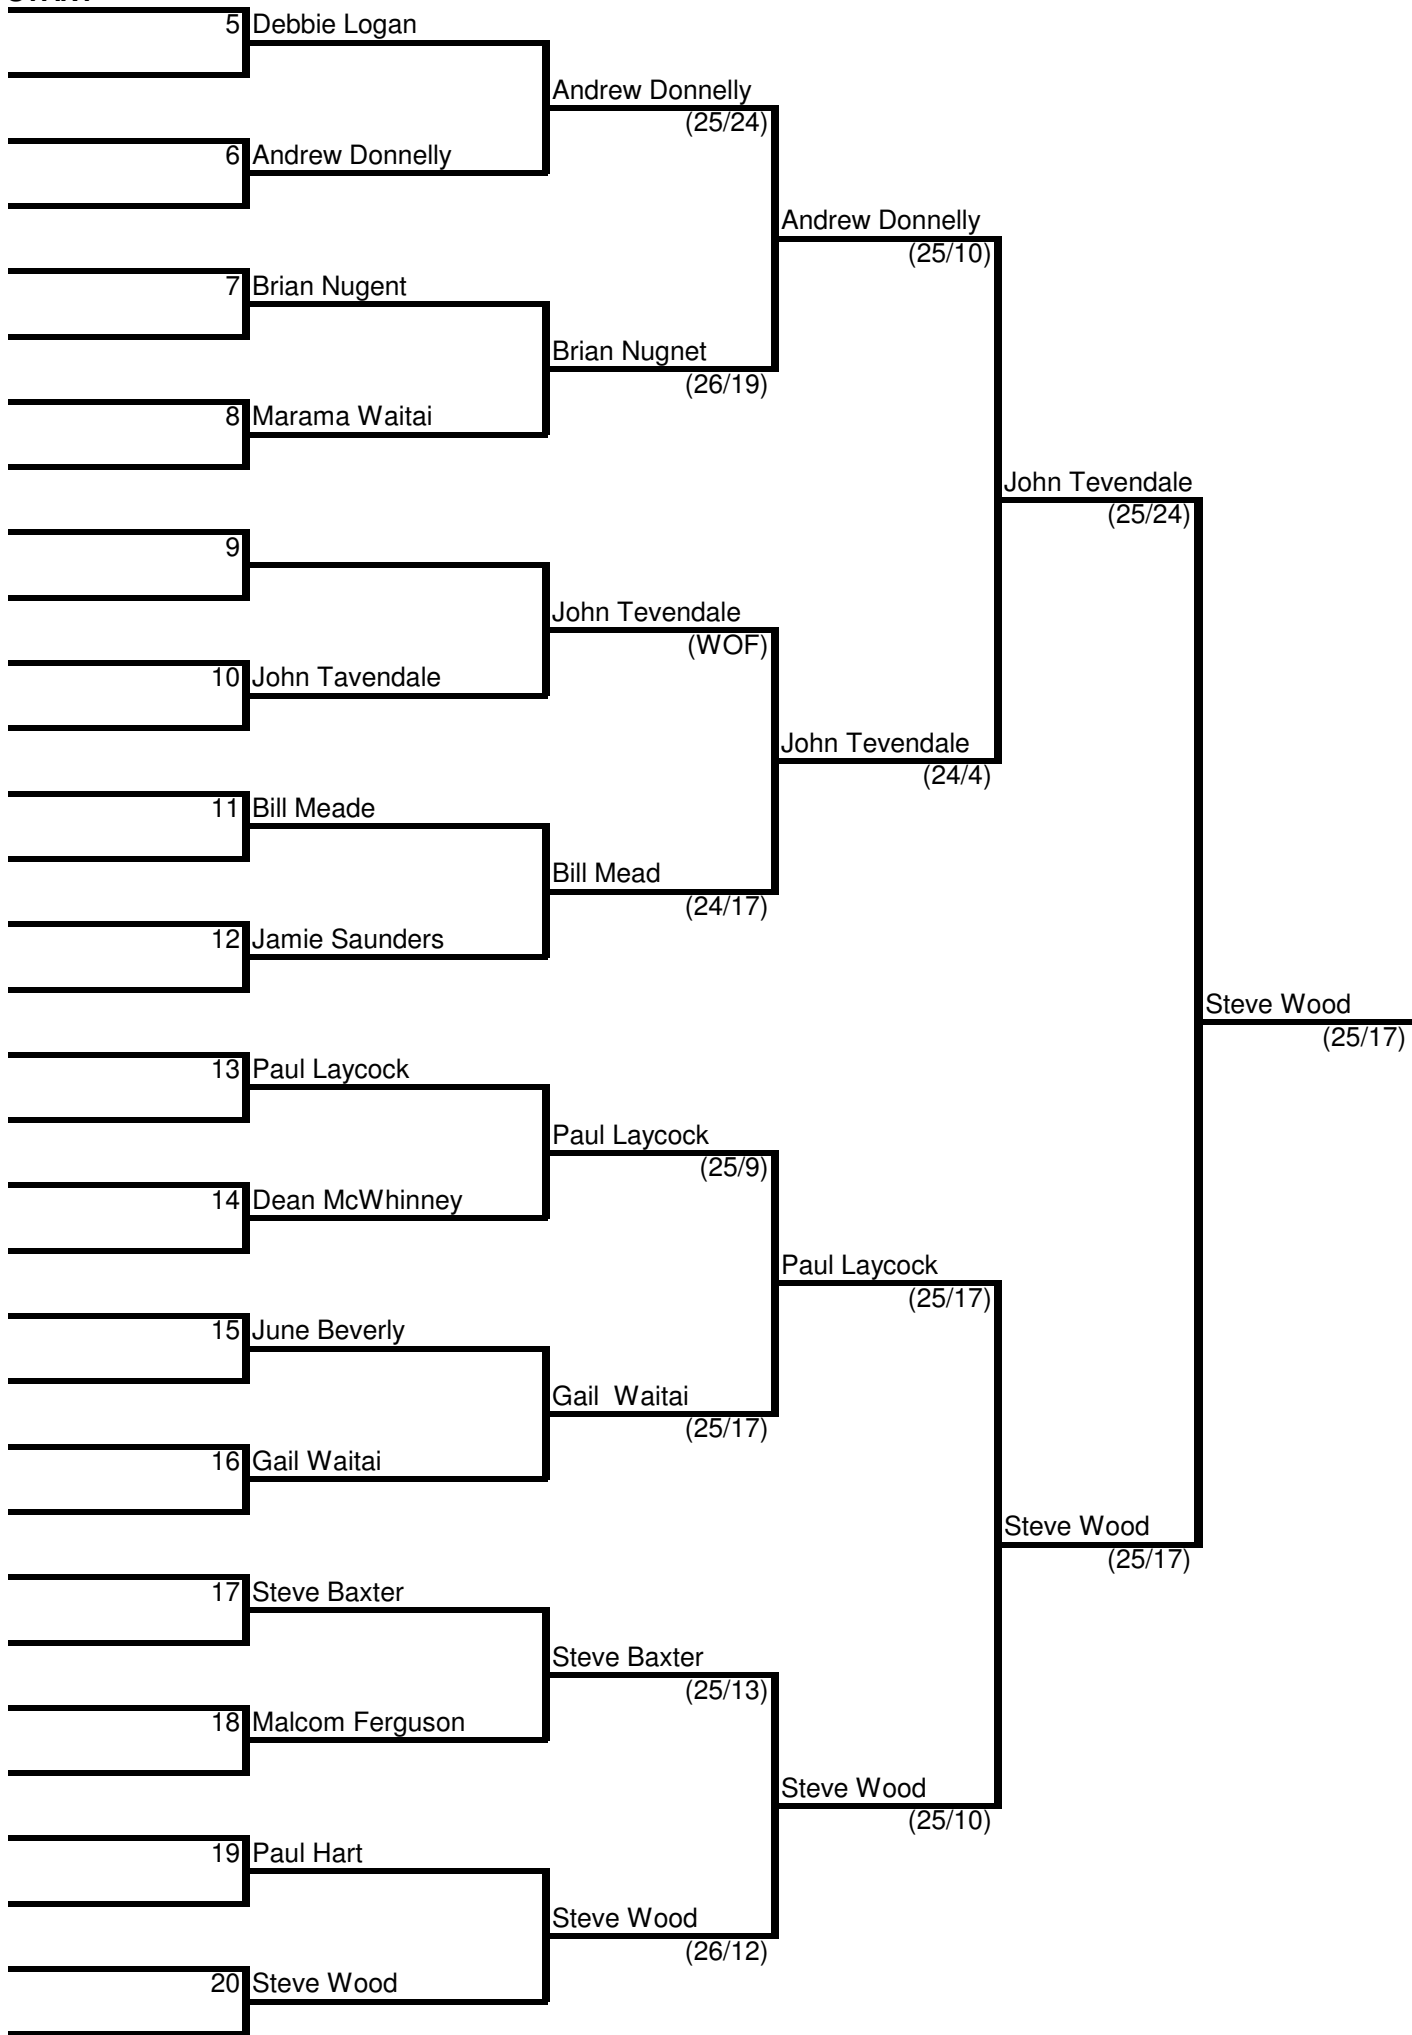 5 Debbie Logan
Andrew Donnelly
(25/24)
6 Andrew Donnelly
Andrew Donnelly
(25/10)
7 Brian Nugent
Brian Nugnet
(26/19)
8 Marama Waitai
John Tevendale
(25/24)
9
John Tevendale
(WOF)
10 John Tavendale
John Tevendale
(24/4)
11 Bill Meade
Bill Mead
(24/17)
12 Jamie Saunders
Steve Wood
(25/17)
13 Paul Laycock
Paul Laycock
(25/9)
14 Dean McWhinney
Paul Laycock
(25/17)
15 June Beverly
Gail  Waitai
(25/17)
16 Gail Waitai
Steve Wood
(25/17)
17 Steve Baxter
Steve Baxter
(25/13)
18 Malcom Ferguson
Steve Wood
(25/10)
19 Paul Hart
Steve Wood
(26/12)
20 Steve Wood